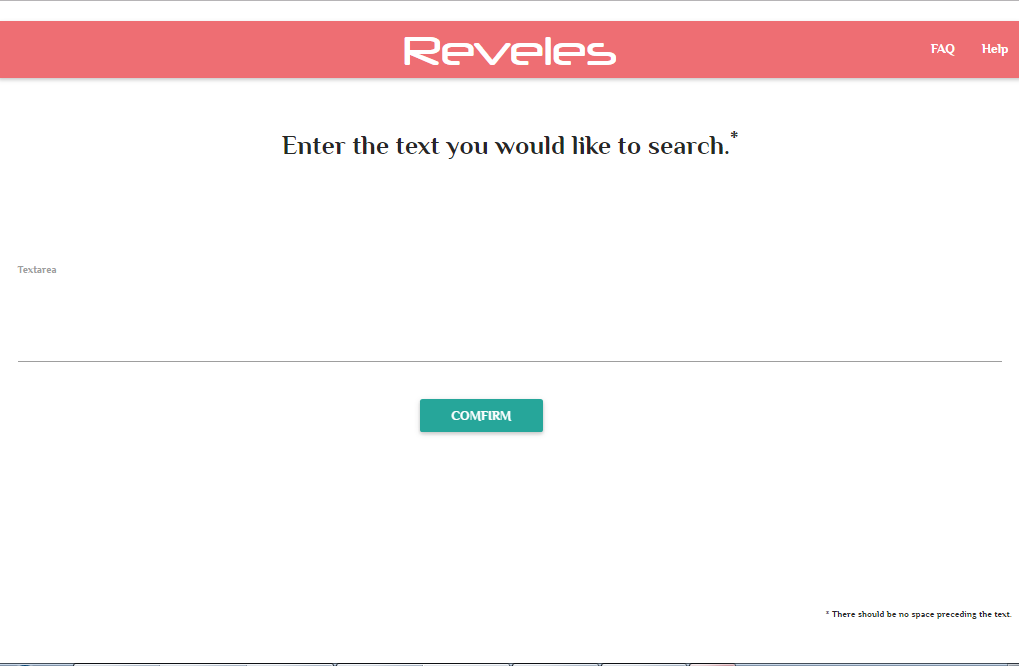 Reveles
FAQ Help
Enter the text you would like to search.*
Textarea
COMFIRM
* There should be no space preceding the text.